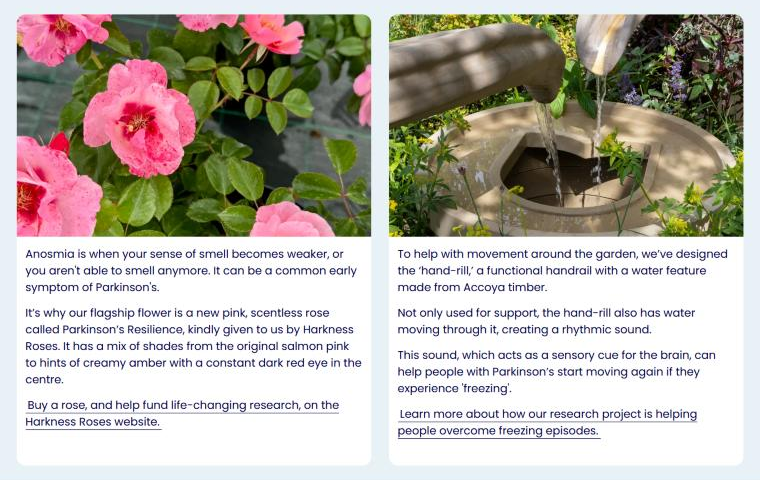 Anosmia is when your sense of smell becomes weaker, or
you aren't able to smell anymore. It can be a common early
symptom of Parkinson's.
It's why our flagship flower is a new pink, scentless rose
called Parkinson's Resilience, kindly given to us by Harkness
Roses. It has a mix of shades from the original salmon pink
to hints of creamy amber with a constant dark red eye in the
centre.
Buy a rose, and help fund life-changing research, on the
Harkness Roses website.
To help with movement around the garden, we've designed
the 'hand-rill,' a functional handrail with a water feature
made from Accoya timber.
Not only used for support, the hand-rill also has water
moving through it, creating a rhythmic sound.
This sound, which acts as a sensory cue for the brain, can
help people with Parkinson's start moving again if they
experience 'freezing'.
Learn more about how our research project is helping
people overcome freezing episodes.